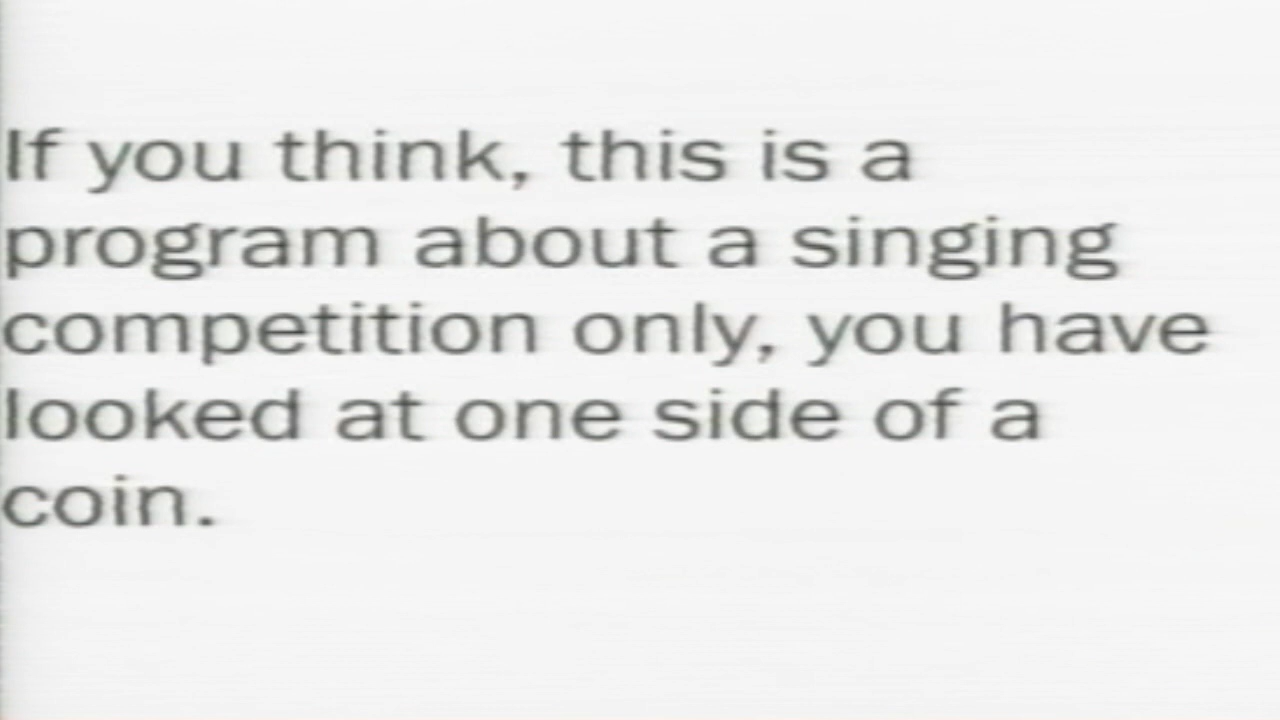 If you think, this is a
program about a singing
competition only, you have
looked at one side of a
coin.